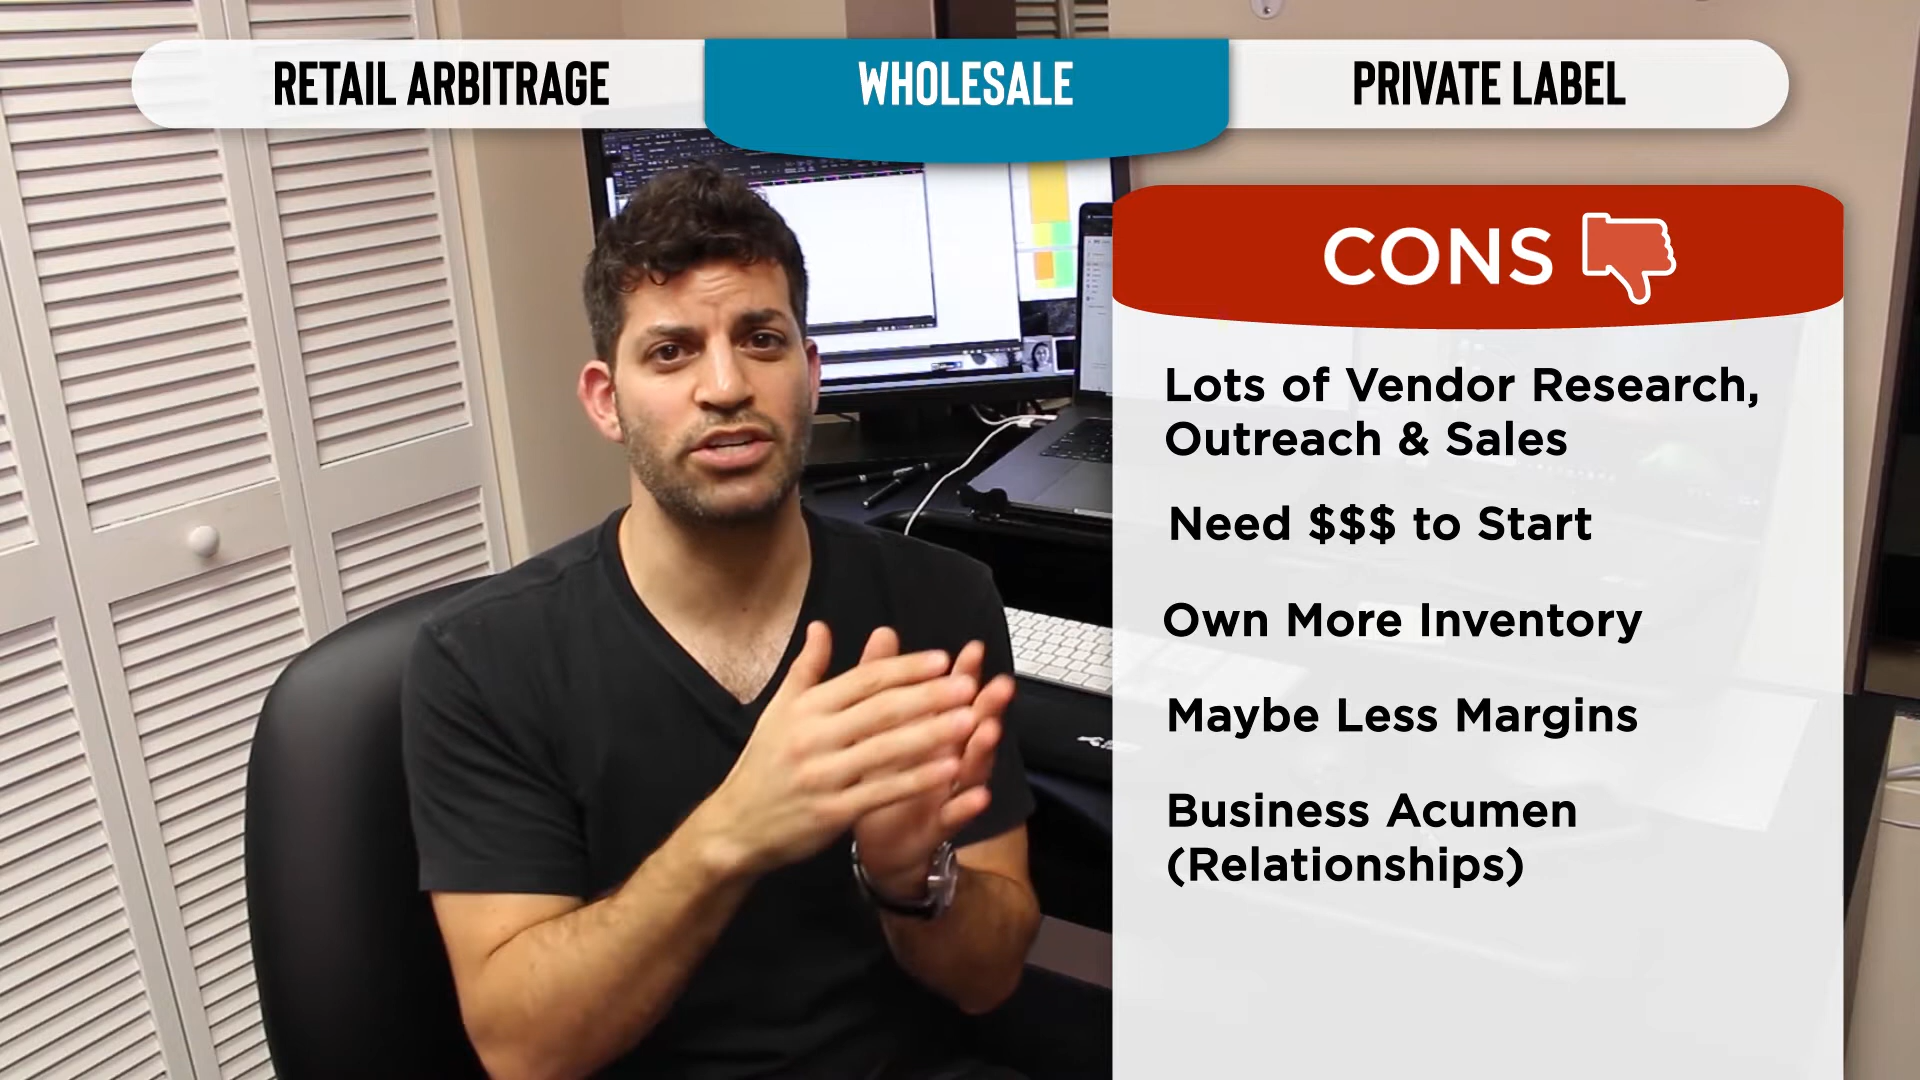 RETAIL ARBITRAGE
WHOLESALE
PRIVATE LABEL
CONS
Lots of Vendor Research,
Outreach & Sales
Need $$$ to Start
Own More Inventory
Maybe Less Margins
Business Acumen
(Relationships)